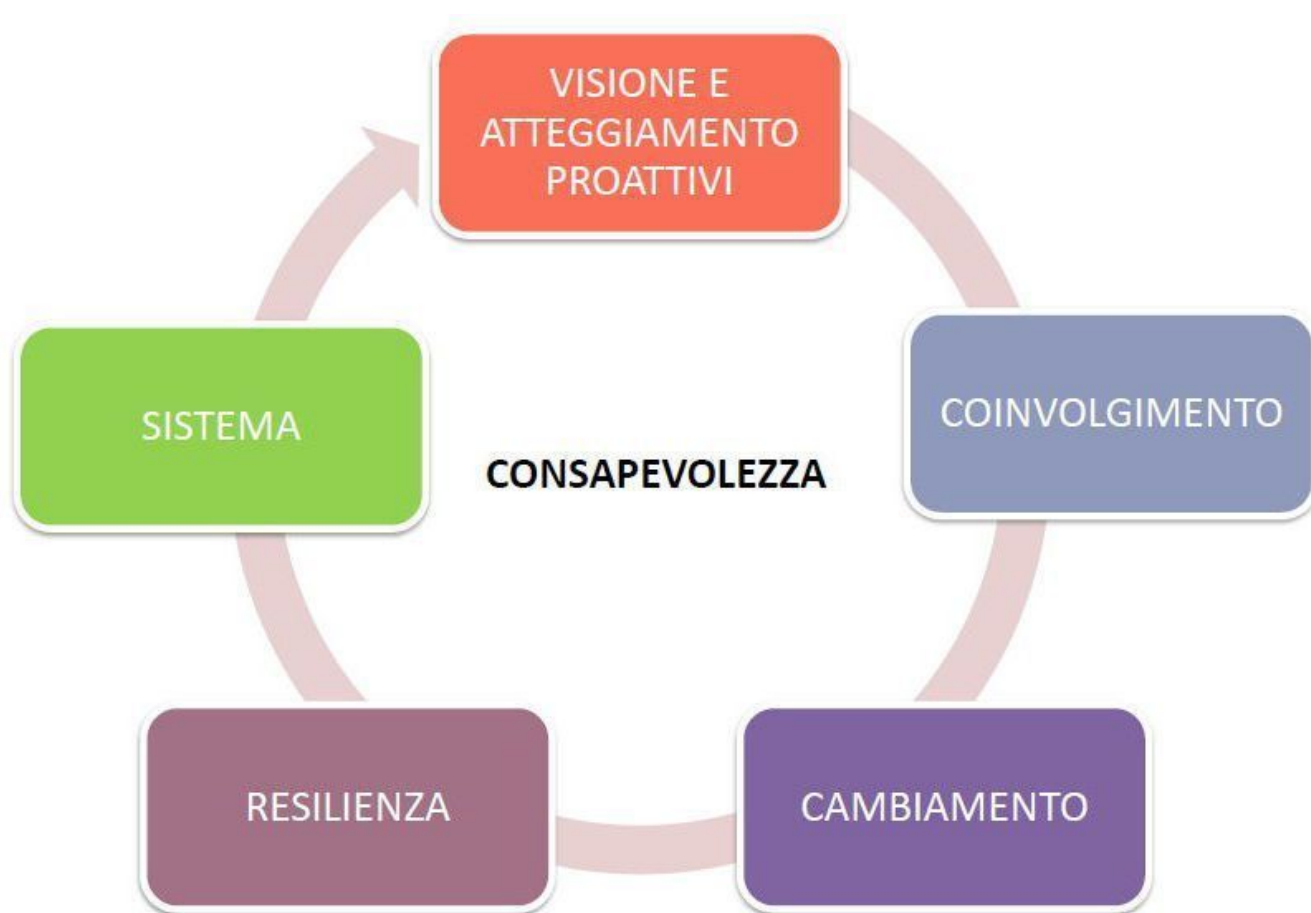 VISIONE E
ATTEGGIAMENTO
PROATTIVI
COINVOLGIMENTO
CAMBIAMENTO
RESILIENZA
SISTEMA
CONSAPEVOLEZZA